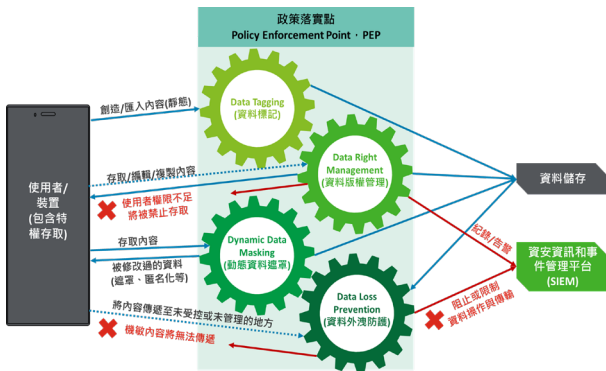 政策落實點
Policy Enforcement Point · PEP
Data Tagging
(資料標記)
創造/匯入內容(靜態)
Data Right
Management
(資料版權管理)
存取/編輯/複製內容
使用者/
裝置
(包含特
權存取)
使用者權限不足
將被禁止存取
資料儲存
存取內容
Dynamic Data
Masking
(動態資料遮罩)
紀錄/告警
被修改過的資料
(遮罩、匿名化等)
資安資訊和事
件管理平台
(SIEM)
Data Loss
Prevention
(資料外洩防護)
將內容傳遞至未受控或未管理的地方
阻止或限制
資料操作與傳輸
機敏內容將無法傳遞